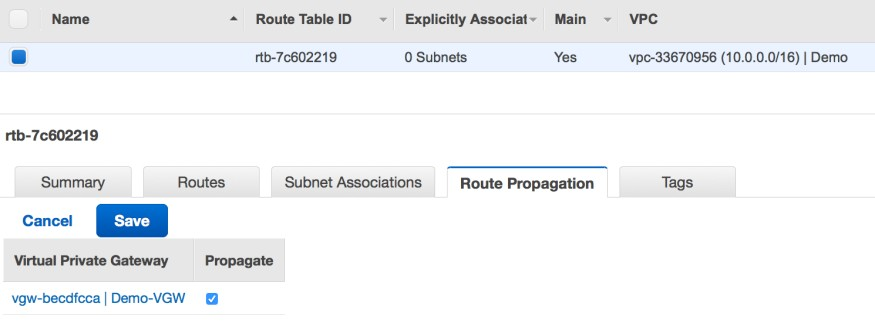 Name Route Table ID Explicitly Associat Main VPC
rtb-7c602219 0 Subnets Yes vpc-33670956 (10.0.0.0/16) | Demo
rtb-7c602219
Summary Routes Subnet Associations Route Propagation Tags
Cancel Save
Virtual Private Gateway Propagate
vgw-becdfcca | Demo-VGW